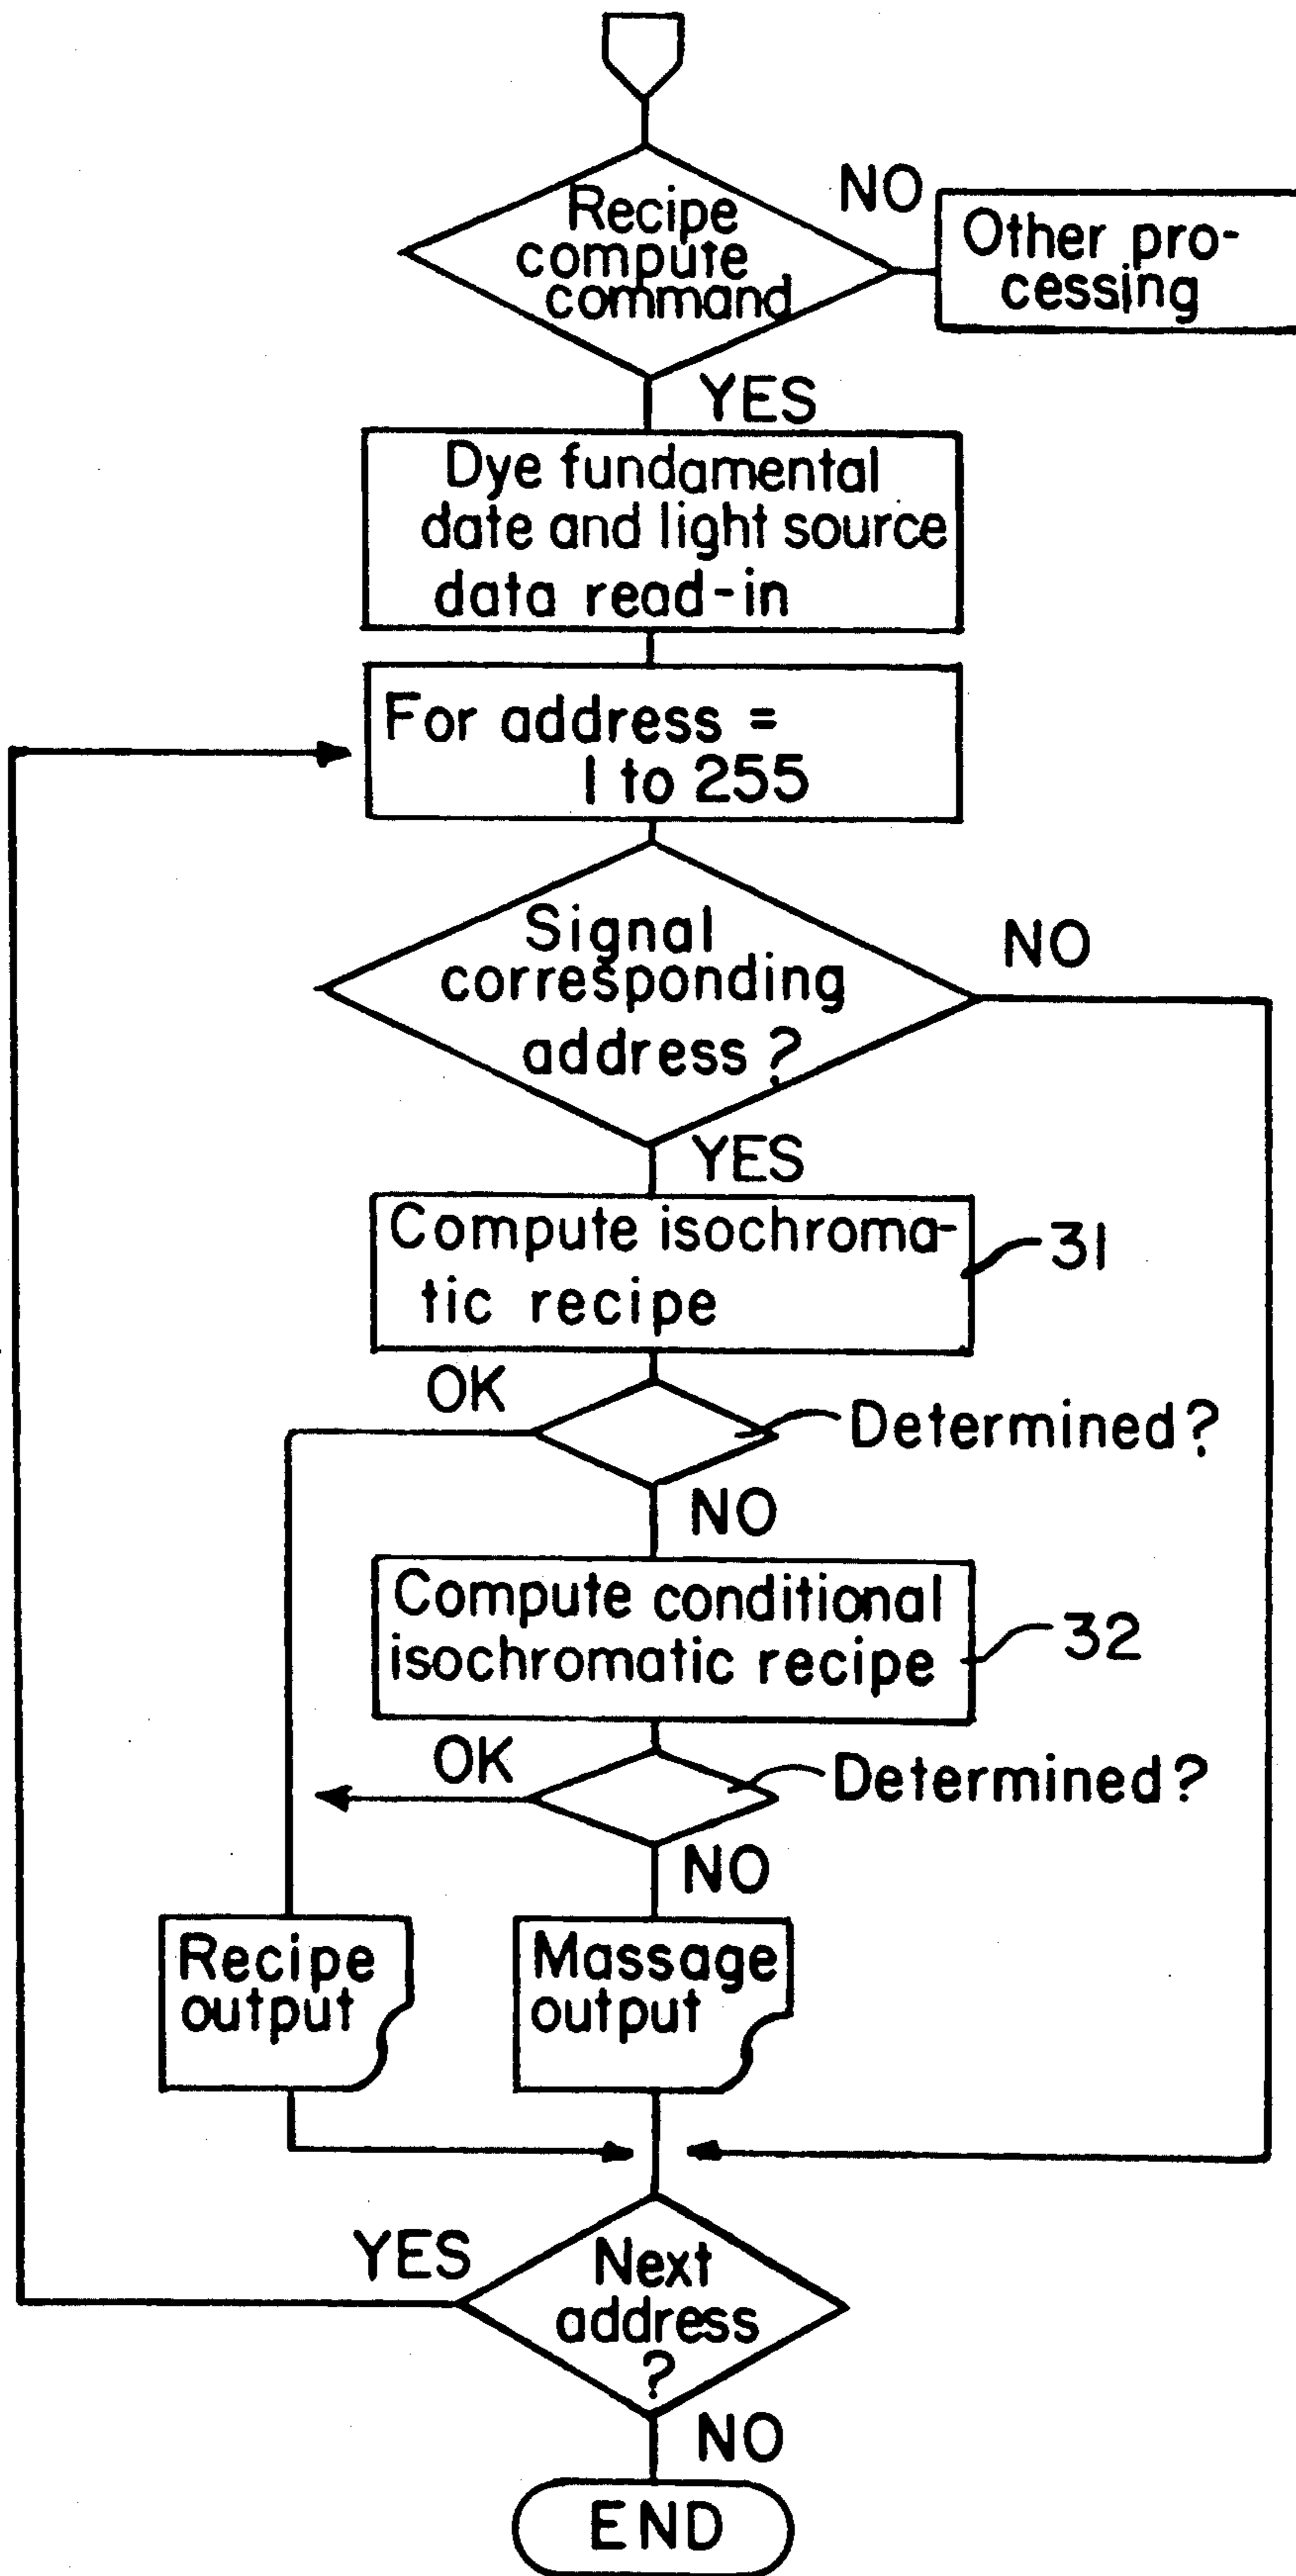 Recipe
compute
command
NO
Other pro-
cessing
YES
Dye fundamental
date and light source
data read-in
For address =
1 to 255
Signal
corresponding
address?
NO
YES
Compute isochroma-
tic recipe
31
OK
Determined?
NO
Compute conditional
isochromatic recipe
32
OK
Determined?
NO
Recipe
output
Massage
output
YES
Next
address
?
NO
END